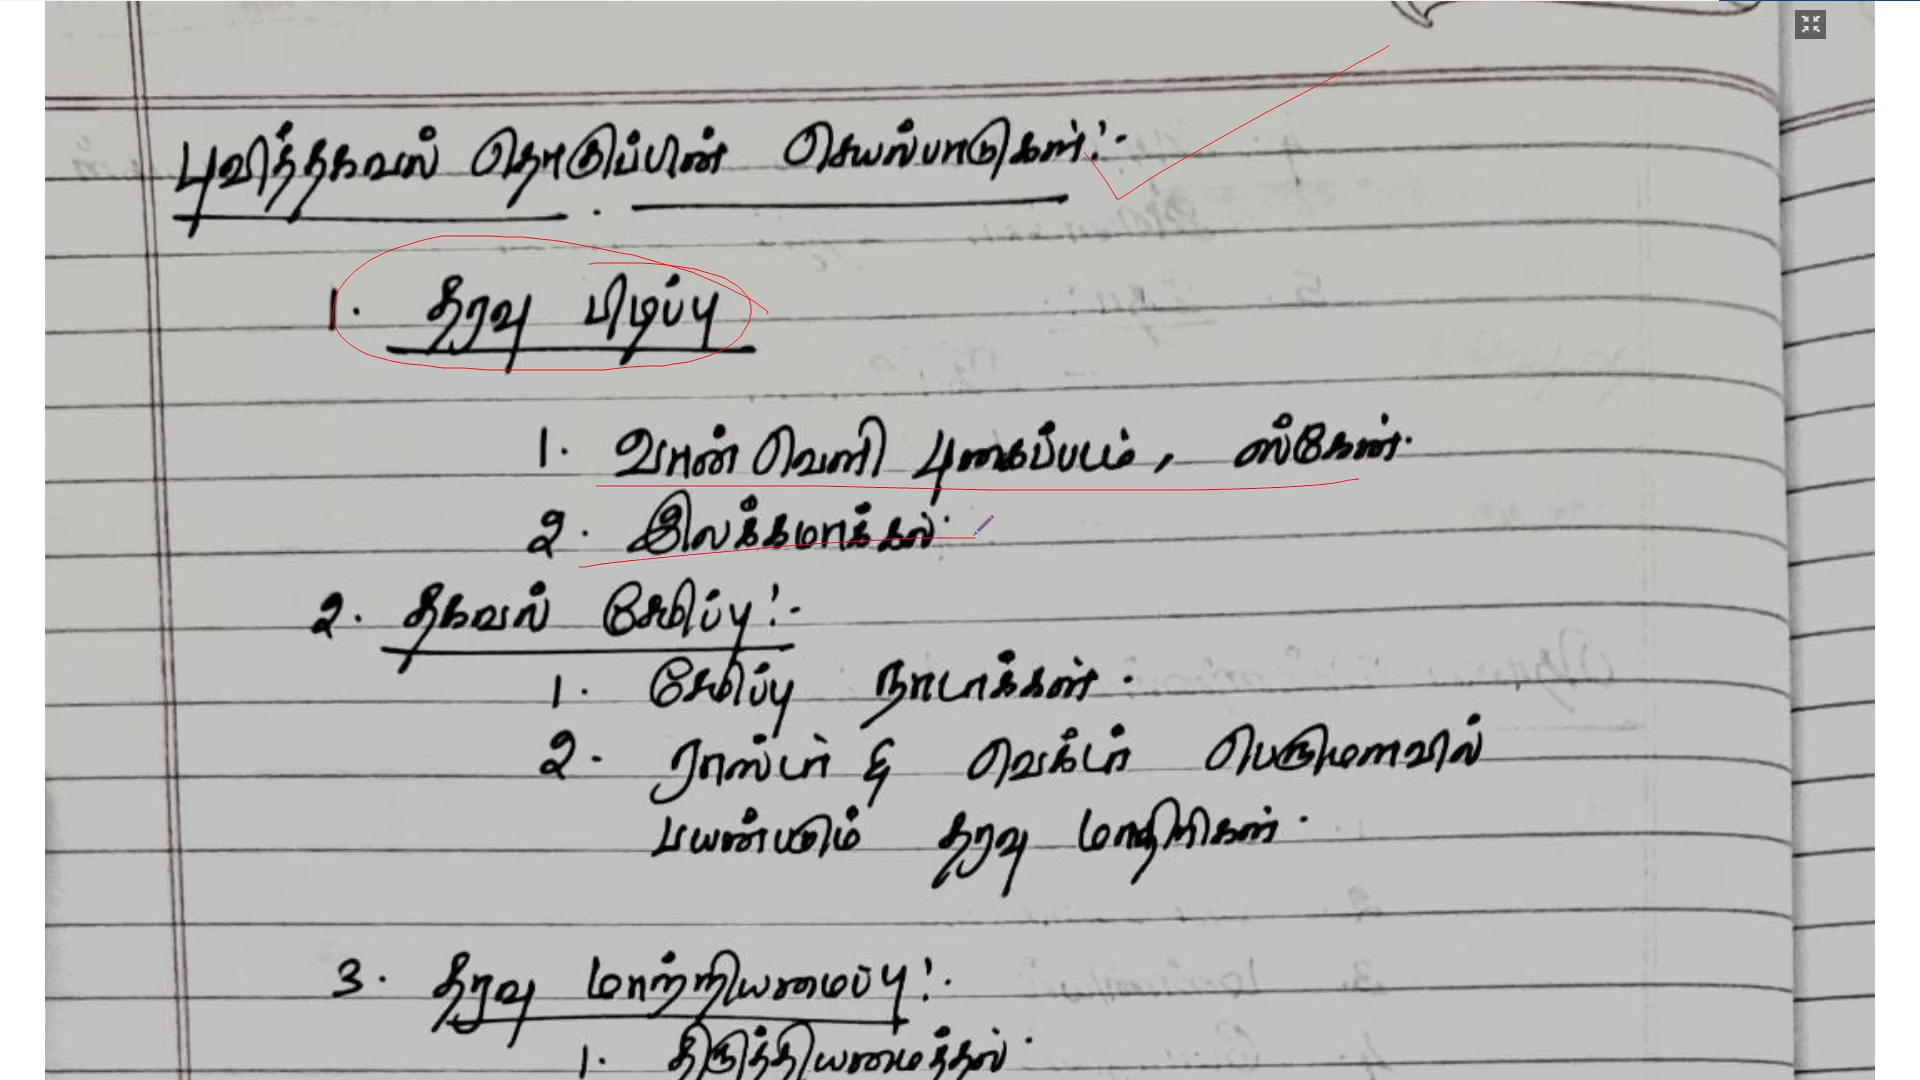 புவித்தகவல் தொகுப்பின் செயல்பாடுகள்:-
1. தரவு பிடிப்பு
1. வான்வெளி புகைப்படம், ஸ்கேன்.
2. இலக்கமாக்கல்.
2. தகவல் சேமிப்பு:-
1. சேமிப்பு நாடாக்கள்.
2. ராஸ்டர் & வெக்டர் பெருமளவில்
பயன்படும் தரவு மாதிரிகள்.
3. தரவு மாற்றியமைப்பு:-
1. திருத்தியமைத்தல்.